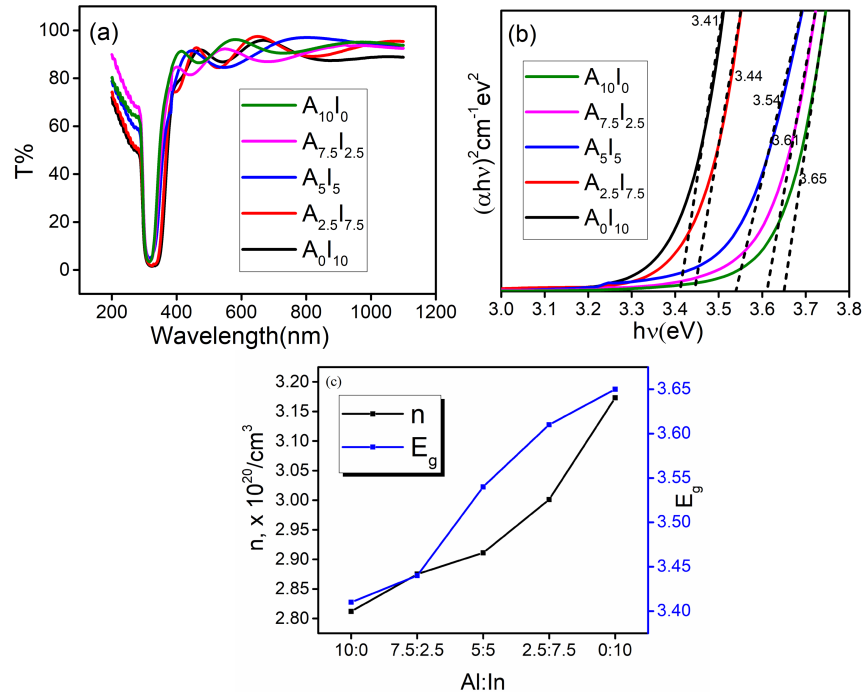 (a)
T%
100
80
60
40
20
0
A10I0
A7.5I2.5
A5I5
A2.5I7.5
A0I10
200 400 600 800 1000 1200
Wavelength(nm)
(b)
(αhν)²cm⁻¹ev²
3.41
3.44
3.54
3.61
3.65
A10I0
A7.5I2.5
A5I5
A2.5I7.5
A0I10
3.0 3.1 3.2 3.3 3.4 3.5 3.6 3.7 3.8
hν(eV)
(c)
n, x 10²⁰/cm³
3.20
3.15
3.10
3.05
3.00
2.95
2.90
2.85
2.80
n
Eg
3.65
3.60
3.55
3.50
3.45
3.40
Eg
10:0 7.5:2.5 5:5 2.5:7.5 0:10
Al:In